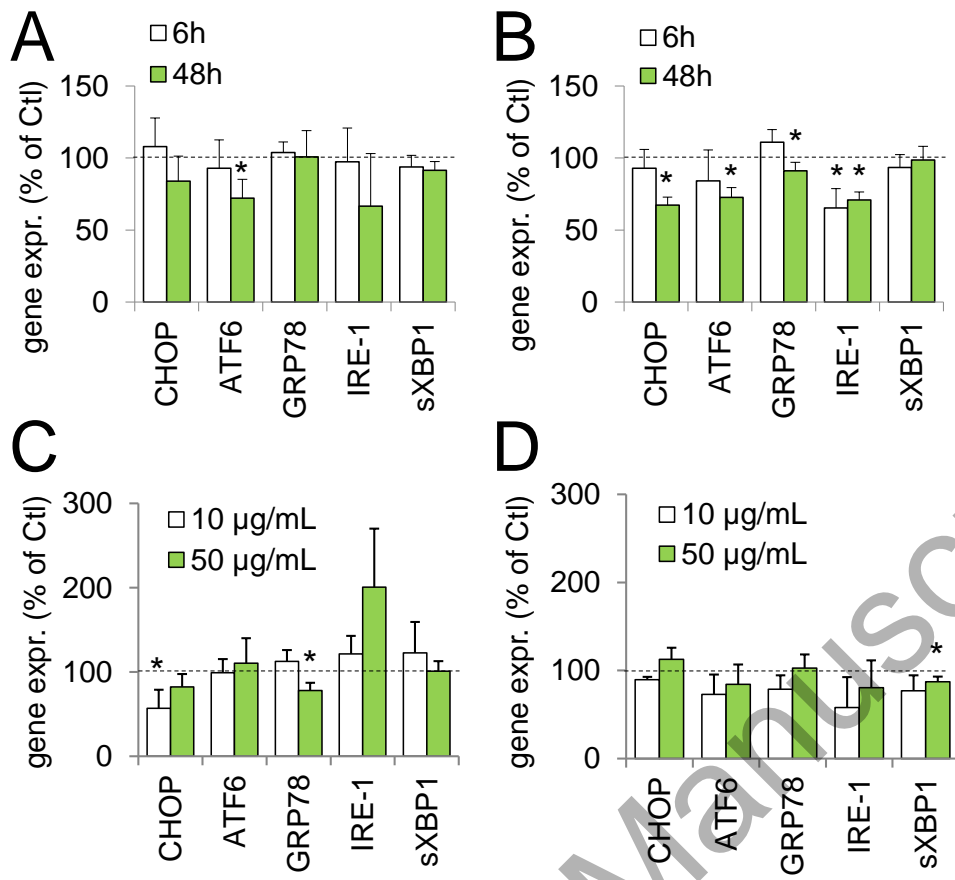 A
6h
48h
gene expr. (% of Ctl)
150
100
50
0
*
CHOP
ATF6
GRP78
IRE-1
sXBP1
B
6h
48h
gene expr. (% of Ctl)
150
100
50
0
* * * * *
CHOP
ATF6
GRP78
IRE-1
sXBP1
C
10 µg/mL
50 µg/mL
gene expr. (% of Ctl)
300
200
100
0
* *
CHOP
ATF6
GRP78
IRE-1
sXBP1
D
10 µg/mL
50 µg/mL
gene expr. (% of Ctl)
300
200
100
0
*
CHOP
ATF6
GRP78
IRE-1
sXBP1
Manusc